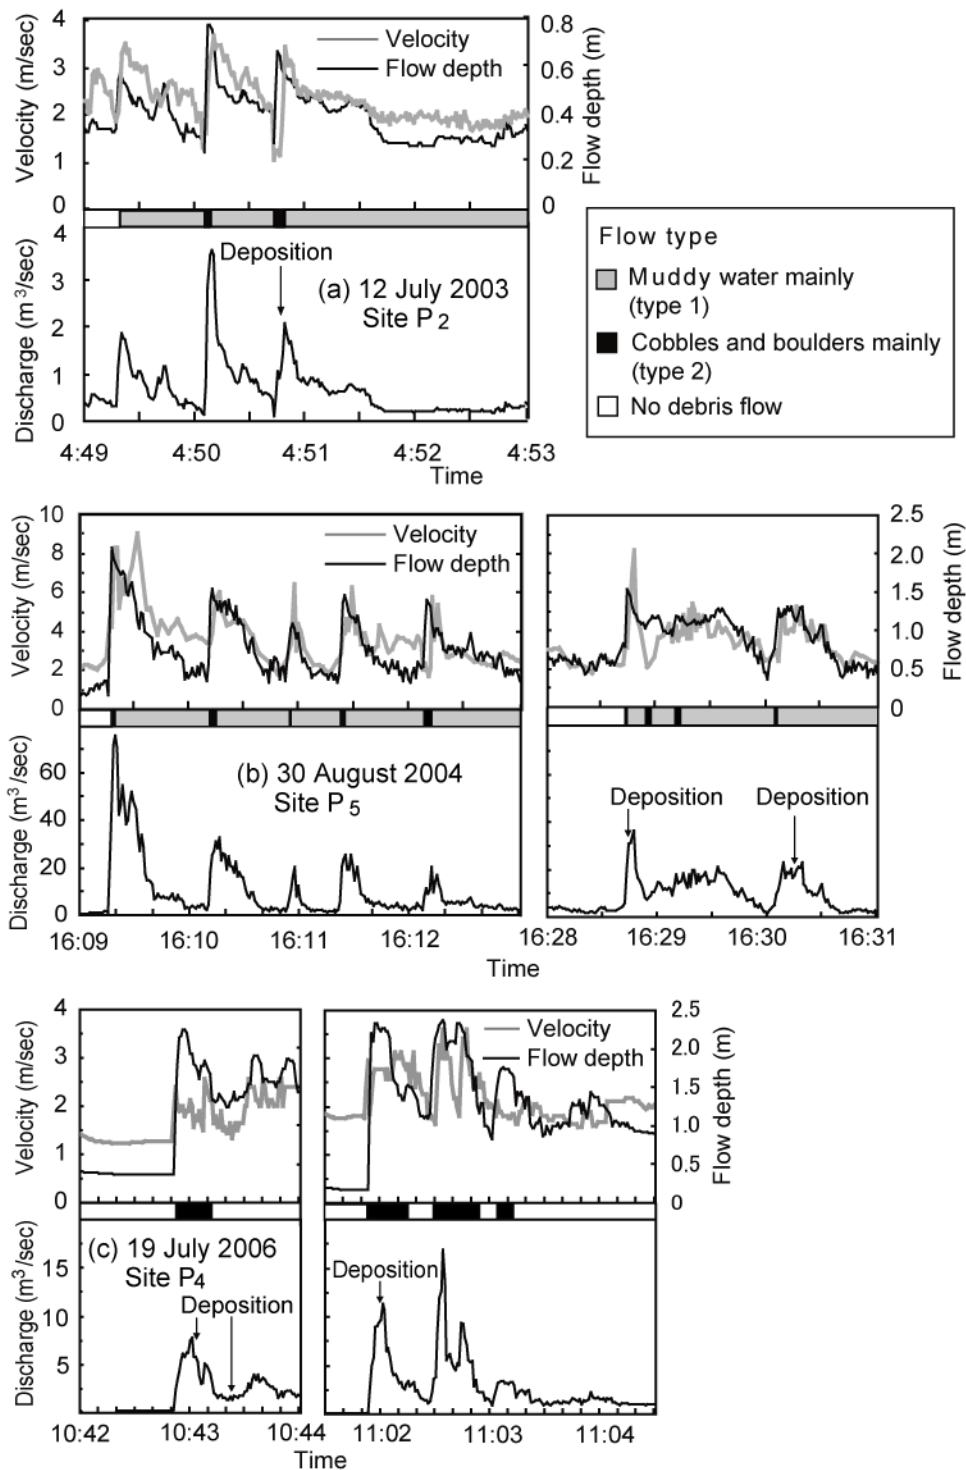 4
3
2
1
0
Velocity (m/sec)
Velocity
Flow depth
0.8
0.6
0.4
0.2
0
Flow depth (m)
4
3
2
1
0
Discharge (m³/sec)
Deposition
(a) 12 July 2003
Site P₂
4:49 4:50 4:51 4:52 4:53
Time
Flow type
Muddy water mainly
(type 1)
Cobbles and boulders mainly
(type 2)
No debris flow
10
8
6
4
2
0
Velocity (m/sec)
Velocity
Flow depth
2.5
2.0
1.5
1.0
0.5
0
Flow depth (m)
60
40
20
0
Discharge (m³/sec)
(b) 30 August 2004
Site P₅
Deposition Deposition
16:09 16:10 16:11 16:12 16:28 16:29 16:30 16:31
Time
4
3
2
1
0
Velocity (m/sec)
Velocity
Flow depth
2.5
2.0
1.5
1.0
0.5
0
Flow depth (m)
15
10
5
Discharge (m³/sec)
(c) 19 July 2006
Site P₄
Deposition
Deposition
10:42 10:43 10:44 11:02 11:03 11:04
Time